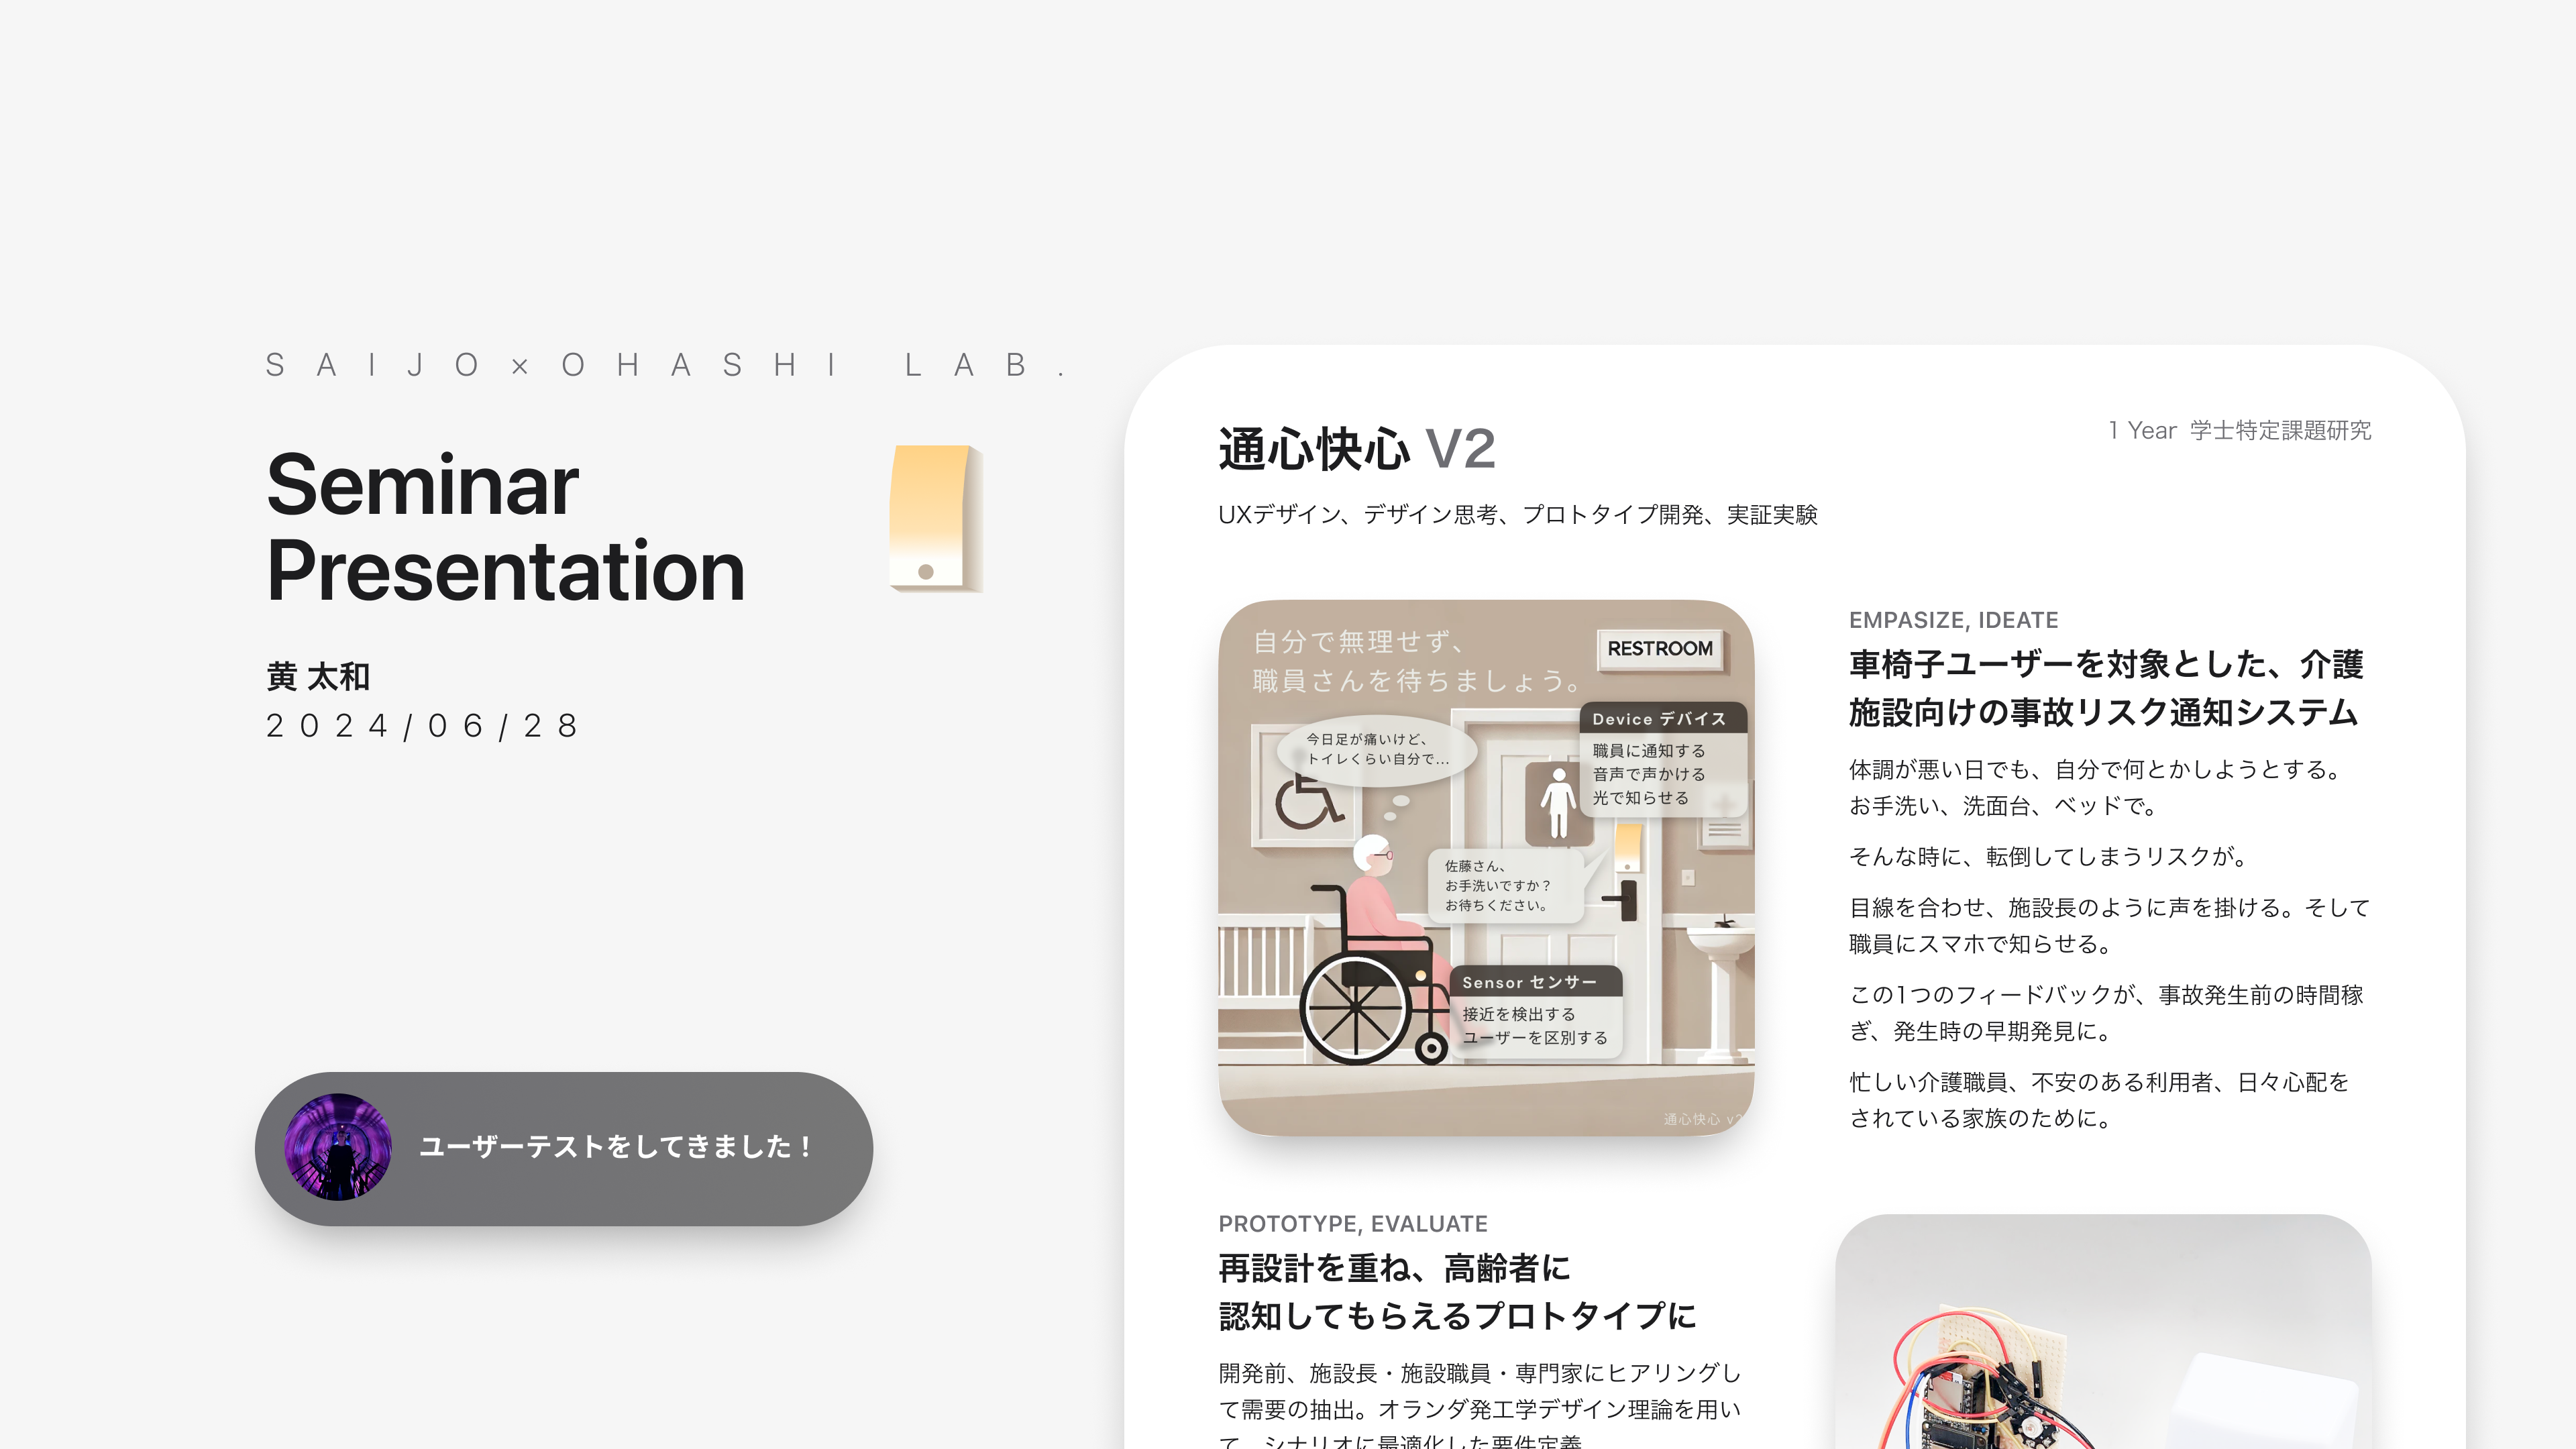 SAIJO×OHASHI LAB.
Seminar
Presentation
黄 太和
2024/06/28
ユーザーテストをしてきました！
通心快心 V2
1 Year 学士特定課題研究
UXデザイン、デザイン思考、プロトタイプ開発、実証実験
自分で無理せず、
職員さんを待ちましょう。
RESTROOM
今日足が痛いけど、
トイレくらい自分で…
Device デバイス
職員に通知する
音声で声かける
光で知らせる
佐藤さん、
お手洗いですか？
お待ちください。
Sensor センサー
接近を検出する
ユーザーを区別する
通心快心 v2
EMPASIZE, IDEATE
車椅子ユーザーを対象とした、介護
施設向けの事故リスク通知システム
体調が悪い日でも、自分で何とかしようとする。
お手洗い、洗面台、ベッドで。
そんな時に、転倒してしまうリスクが。
目線を合わせ、施設長のように声を掛ける。そして
職員にスマホで知らせる。
この1つのフィードバックが、事故発生前の時間稼
ぎ、発生時の早期発見に。
忙しい介護職員、不安のある利用者、日々心配を
されている家族のために。
PROTOTYPE, EVALUATE
再設計を重ね、高齢者に
認知してもらえるプロトタイプに
開発前、施設長・施設職員・専門家にヒアリングし
て需要の抽出。オランダ発工学デザイン理論を用い
て、シナリオに最適化した要件定義